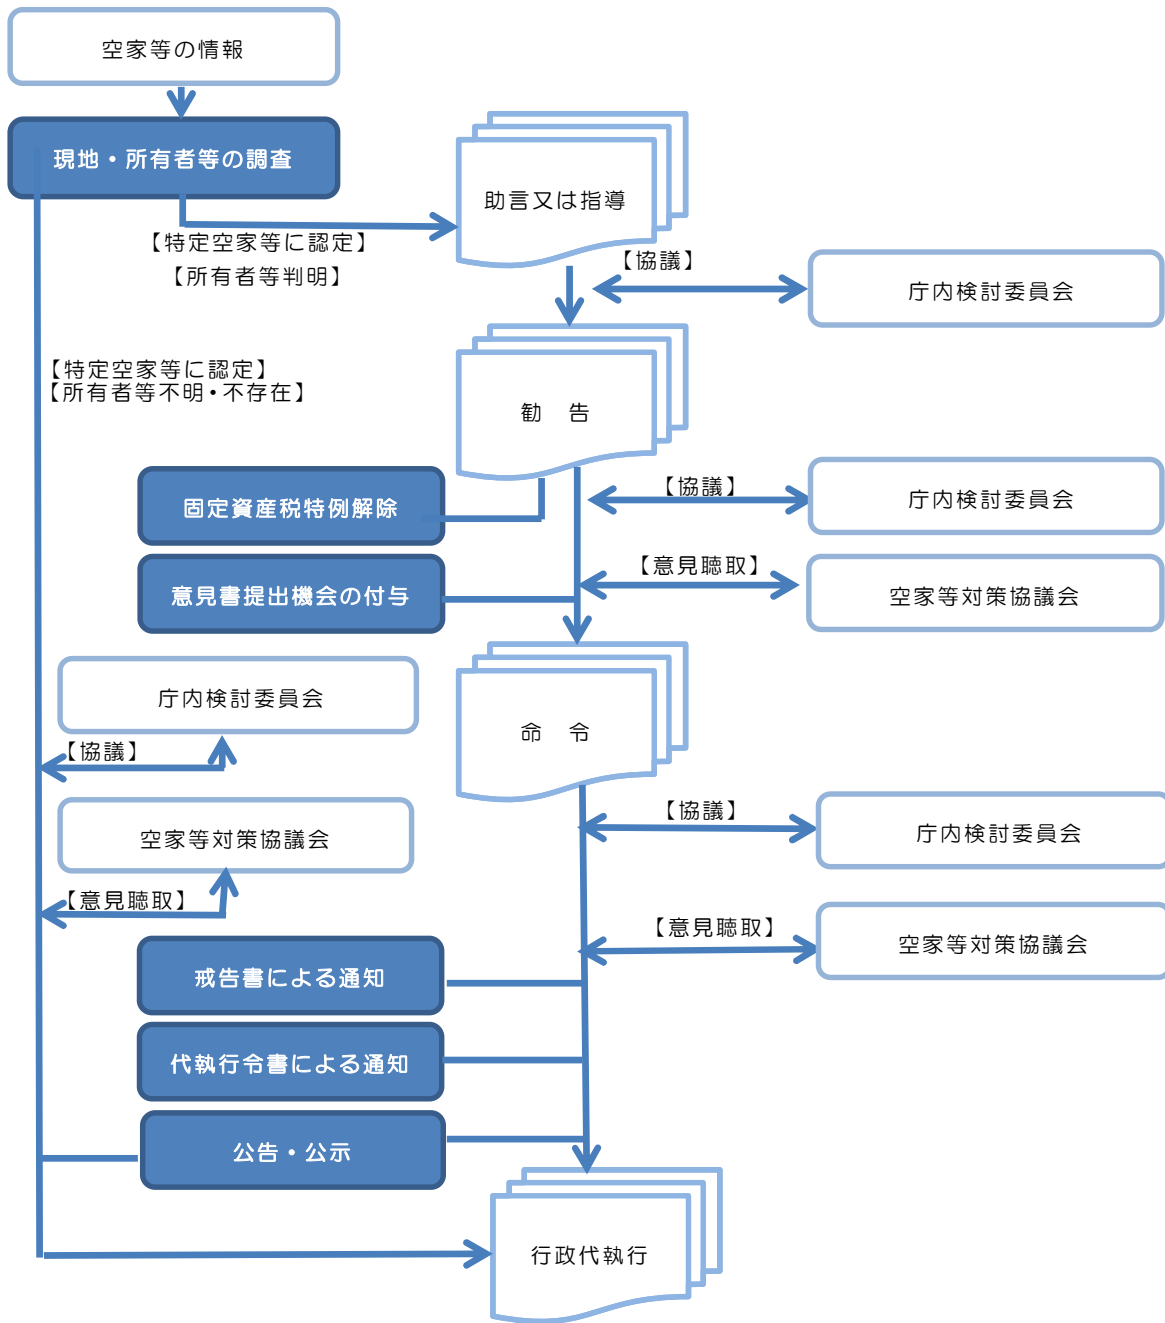 空家等の情報
現地・所有者等の調査
助言又は指導
【特定空家等に認定】
【所有者等判明】
【協議】
庁内検討委員会
【特定空家等に認定】
【所有者等不明・不存在】
勧　告
固定資産税特例解除
【協議】
庁内検討委員会
意見書提出機会の付与
【意見聴取】
空家等対策協議会
庁内検討委員会
【協議】
命　令
空家等対策協議会
【意見聴取】
【協議】
庁内検討委員会
【意見聴取】
空家等対策協議会
戒告書による通知
代執行令書による通知
公告・公示
行政代執行